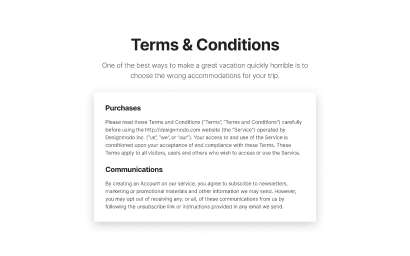 Terms & Conditions
One of the best ways to make a great vacation quickly horrible is to
choose the wrong accommodations for your trip.
Purchases
Please read these Terms and Conditions ("Terms", "Terms and Conditions") carefully
before using the http://designmodo.com website (the "Service") operated by
Designmodo Inc. ("us", "we", or "our"). Your access to and use of the Service is
conditioned upon your acceptance of and compliance with these Terms. These
Terms apply to all visitors, users and others who wish to access or use the Service.
Communications
By creating an Account on our service, you agree to subscribe to newsletters,
marketing or promotional materials and other information we may send. However,
you may opt out of receiving any, or all, of these communications from us by
following the unsubscribe link or instructions provided in any email we send.